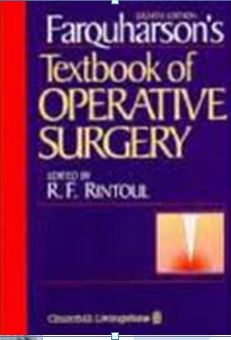 EIGHTH EDITION
Farquharson's
Textbook of
OPERATIVE
SURGERY
EDITED BY
R. F. RINTOUL
Churchill Livingstone